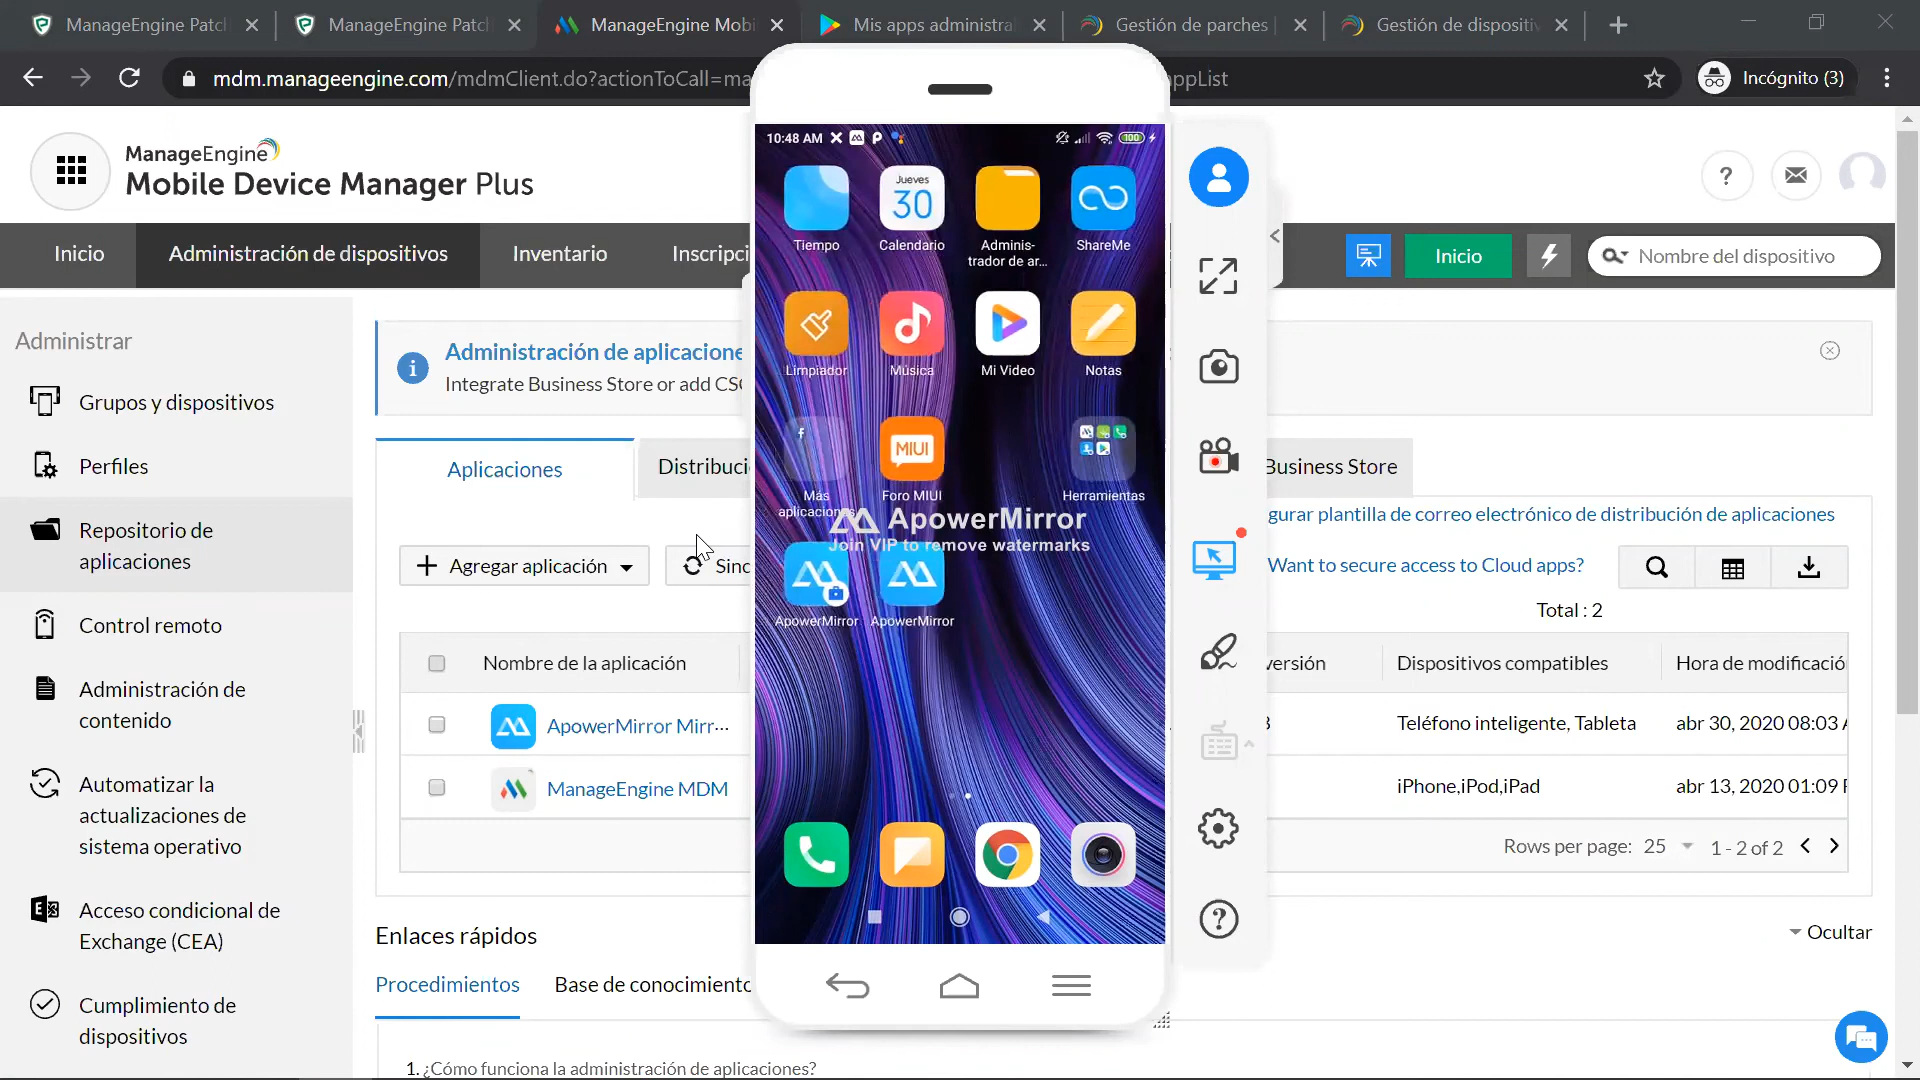 ManageEngine Patch
ManageEngine Patch
ManageEngine Mobi
Mis apps administra
Gestión de parches |
Gestión de dispositiv
mdm.manageengine.com/mdmClient.do?actionToCall=ma
appList
Incógnito (3)
ManageEngine
Mobile Device Manager Plus
?
Inicio
Administración de dispositivos
Inventario
Inscripci
Inicio
Nombre del dispositivo
Administrar
Grupos y dispositivos
Perfiles
Repositorio de
aplicaciones
Control remoto
Administración de
contenido
Automatizar la
actualizaciones de
sistema operativo
Acceso condicional de
Exchange (CEA)
Cumplimiento de
dispositivos
Administración de aplicacione
Integrate Business Store or add CS
Aplicaciones
Distribuci
Business Store
gurar plantilla de correo electrónico de distribución de aplicaciones
Agregar aplicación
Sinc
Want to secure access to Cloud apps?
Total : 2
Nombre de la aplicación
versión
Dispositivos compatibles
Hora de modificació
ApowerMirror Mirr...
Teléfono inteligente, Tableta
abr 30, 2020 08:03 A
ManageEngine MDM
iPhone,iPod,iPad
abr 13, 2020 01:09 P
Rows per page: 25
1 - 2 of 2
Enlaces rápidos
Ocultar
Procedimientos
Base de conocimiento
1. ¿Cómo funciona la administración de aplicaciones?
10:48 AM
100
Jueves
30
Tiempo
Calendario
Adminis-
trador de ar...
ShareMe
Limpiador
Música
Mi Video
Notas
MIUI
Más
aplicaciones
Foro MIUI
Herramientas
ApowerMirror
Join VIP to remove watermarks
ApowerMirror
ApowerMirror